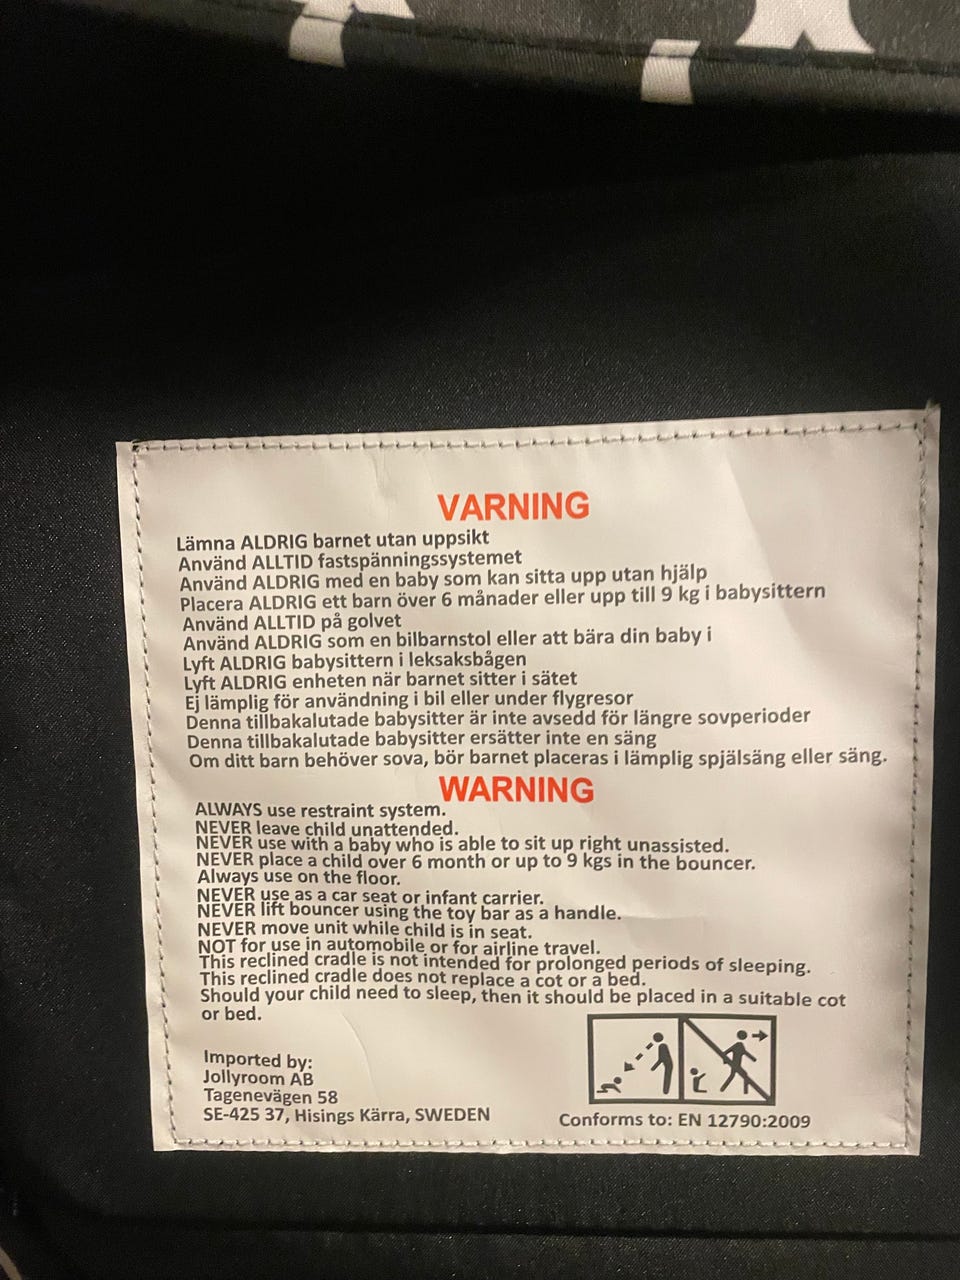 VARNING
Lämna ALDRIG barnet utan uppsikt
Använd ALLTID fastspänningssystemet
Använd ALDRIG med en baby som kan sitta upp utan hjälp
Placera ALDRIG ett barn över 6 månader eller upp till 9 kg i babysittern
Använd ALLTID på golvet
Använd ALDRIG som en bilbarnstol eller att bära din baby i
Lyft ALDRIG babysittern i leksaksbågen
Lyft ALDRIG enheten när barnet sitter i sätet
Ej lämplig för användning i bil eller under flygresor
Denna tillbakalutade babysitter är inte avsedd för längre sovperioder
Denna tillbakalutade babysitter ersätter inte en säng
Om ditt barn behöver sova, bör barnet placeras i lämplig spjälsäng eller säng.
WARNING
ALWAYS use restraint system.
NEVER leave child unattended.
NEVER use with a baby who is able to sit up right unassisted.
NEVER place a child over 6 month or up to 9 kgs in the bouncer.
Always use on the floor.
NEVER use as a car seat or infant carrier.
NEVER lift bouncer using the toy bar as a handle.
NEVER move unit while child is in seat.
NOT for use in automobile or for airline travel.
This reclined cradle is not intended for prolonged periods of sleeping.
This reclined cradle does not replace a cot or a bed.
Should your child need to sleep, then it should be placed in a suitable cot
or bed.
Imported by:
Jollyroom AB
Tagenevägen 58
SE-425 37, Hisings Kärra, SWEDEN
Conforms to: EN 12790:2009